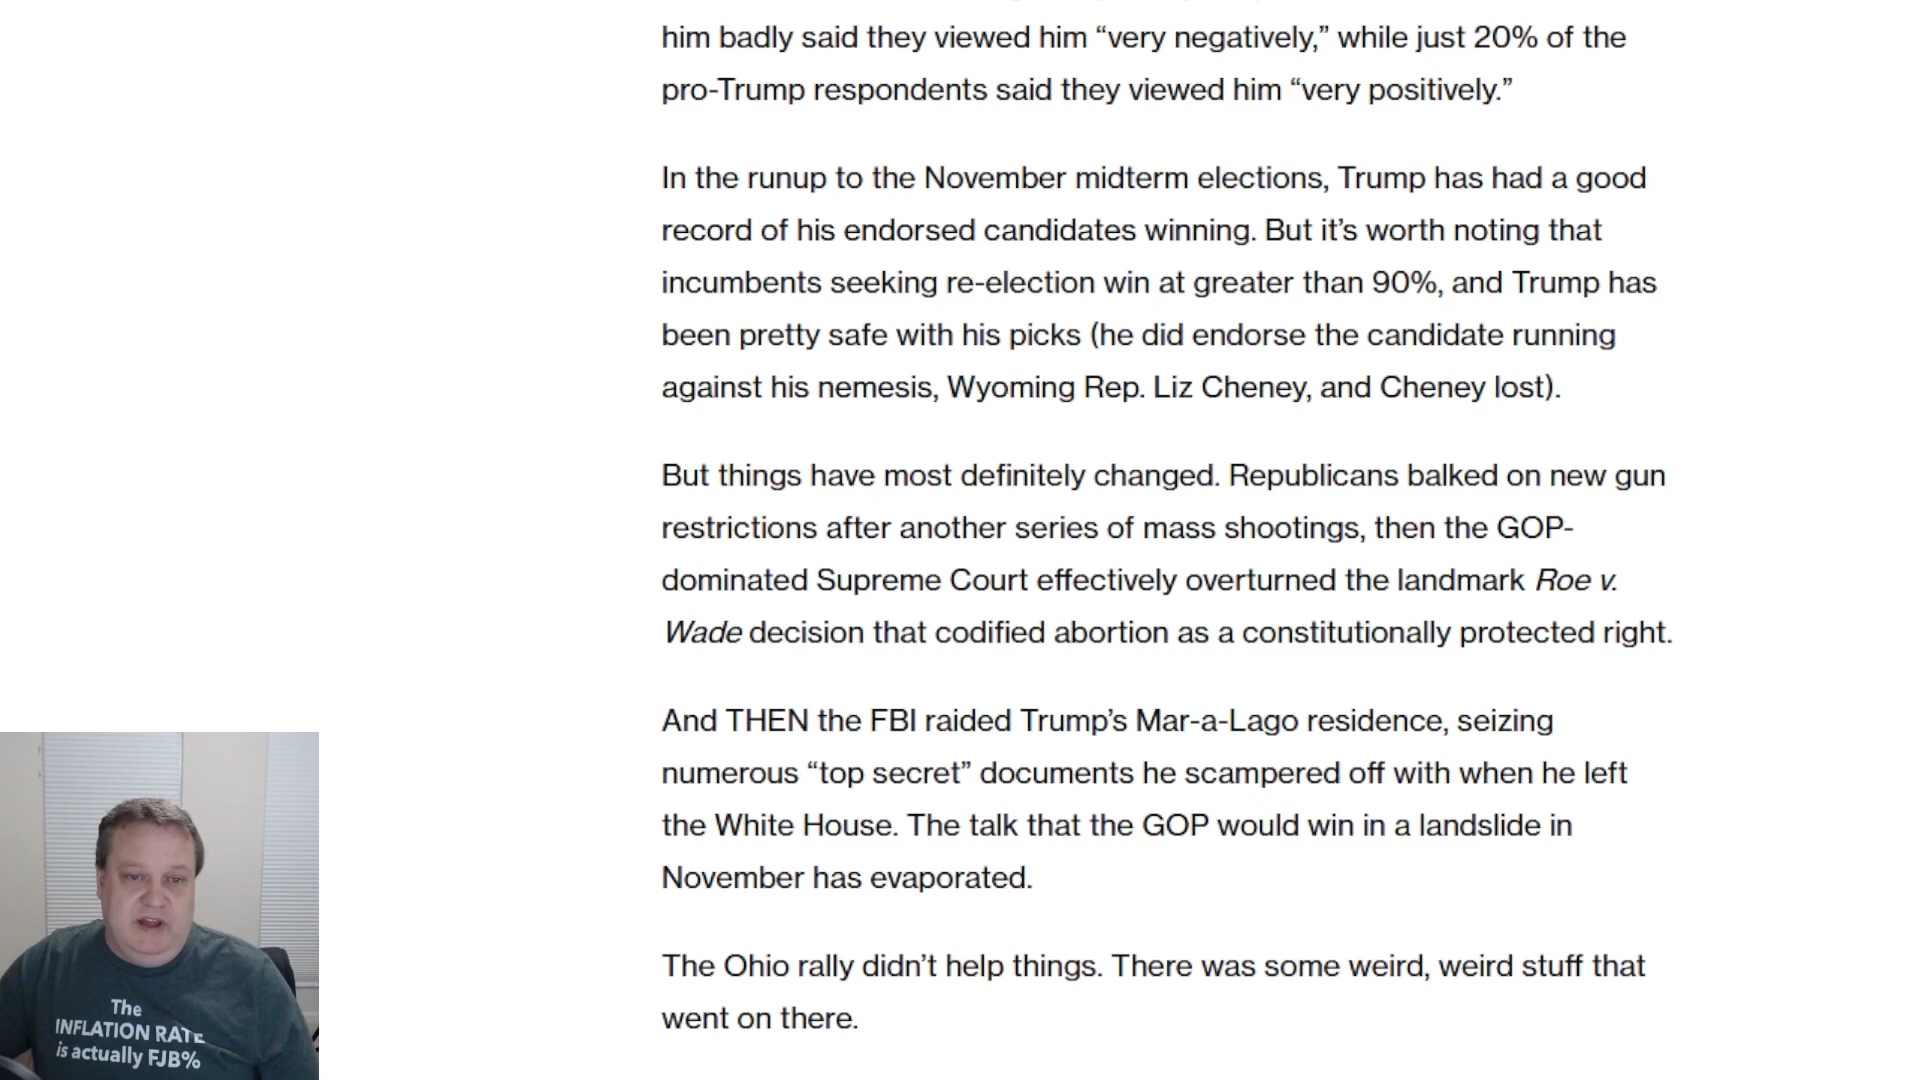 him badly said they viewed him “very negatively,” while just 20% of the
pro-Trump respondents said they viewed him “very positively.”
In the runup to the November midterm elections, Trump has had a good
record of his endorsed candidates winning. But it’s worth noting that
incumbents seeking re-election win at greater than 90%, and Trump has
been pretty safe with his picks (he did endorse the candidate running
against his nemesis, Wyoming Rep. Liz Cheney, and Cheney lost).
But things have most definitely changed. Republicans balked on new gun
restrictions after another series of mass shootings, then the GOP-
dominated Supreme Court effectively overturned the landmark Roe v.
Wade decision that codified abortion as a constitutionally protected right.
And THEN the FBI raided Trump’s Mar-a-Lago residence, seizing
numerous “top secret” documents he scampered off with when he left
the White House. The talk that the GOP would win in a landslide in
November has evaporated.
The Ohio rally didn’t help things. There was some weird, weird stuff that
went on there.
The
INFLATION RATE
is actually FJB%